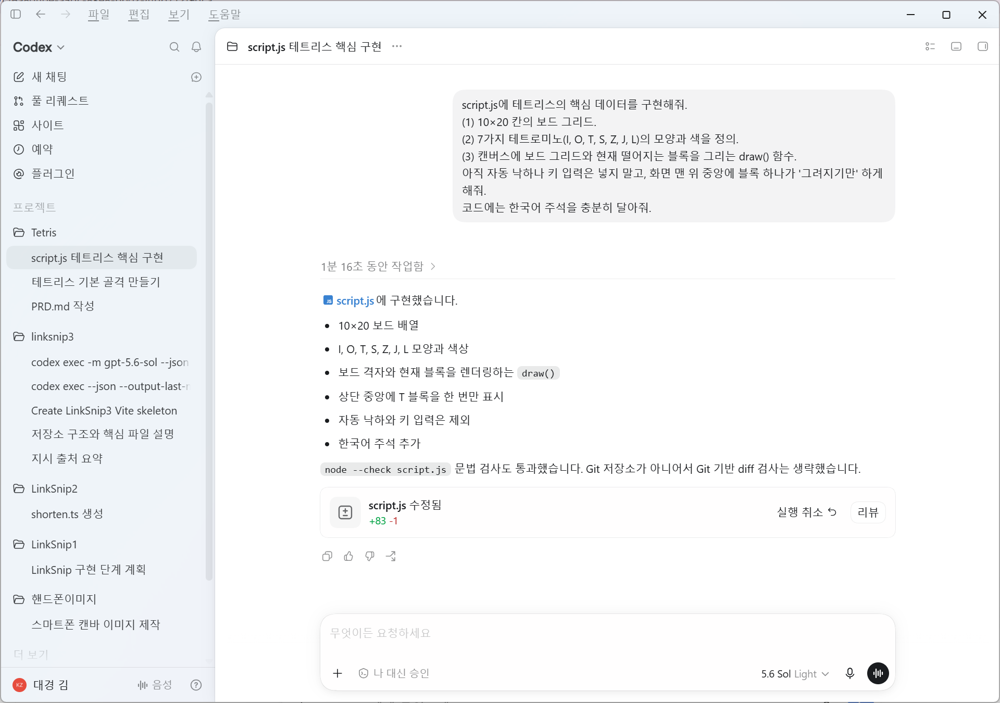 파일 편집 보기 도움말
Codex
새 채팅
풀 리퀘스트
사이트
예약
플러그인
프로젝트
Tetris
script.js 테트리스 핵심 구현
테트리스 기본 골격 만들기
PRD.md 작성
linksnip3
codex exec -m gpt-5.6-sol --json
codex exec --json --output-last-
Create LinkSnip3 Vite skeleton
저장소 구조와 핵심 파일 설명
지시 출처 요약
LinkSnip2
shorten.ts 생성
LinkSnip1
LinkSnip 구현 단계 계획
핸드폰이미지
스마트폰 캔바 이미지 제작
더 보기
KZ 대경 김 음성
script.js 테트리스 핵심 구현
script.js에 테트리스의 핵심 데이터를 구현해줘.
(1) 10×20 칸의 보드 그리드.
(2) 7가지 테트로미노(I, O, T, S, Z, J, L)의 모양과 색을 정의.
(3) 캔버스에 보드 그리드와 현재 떨어지는 블록을 그리는 draw() 함수.
아직 자동 낙하나 키 입력은 넣지 말고, 화면 맨 위 중앙에 블록 하나가 '그려지기만' 하게
해줘.
코드에는 한국어 주석을 충분히 달아줘.
1분 16초 동안 작업함
JS script.js에 구현했습니다.
10×20 보드 배열
I, O, T, S, Z, J, L 모양과 색상
보드 격자와 현재 블록을 렌더링하는 draw()
상단 중앙에 T 블록을 한 번만 표시
자동 낙하와 키 입력은 제외
한국어 주석 추가
node --check script.js 문법 검사도 통과했습니다. Git 저장소가 아니어서 Git 기반 diff 검사는 생략했습니다.
script.js 수정됨
+83 -1
실행 취소 리뷰
무엇이든 요청하세요
나 대신 승인 5.6 Sol Light